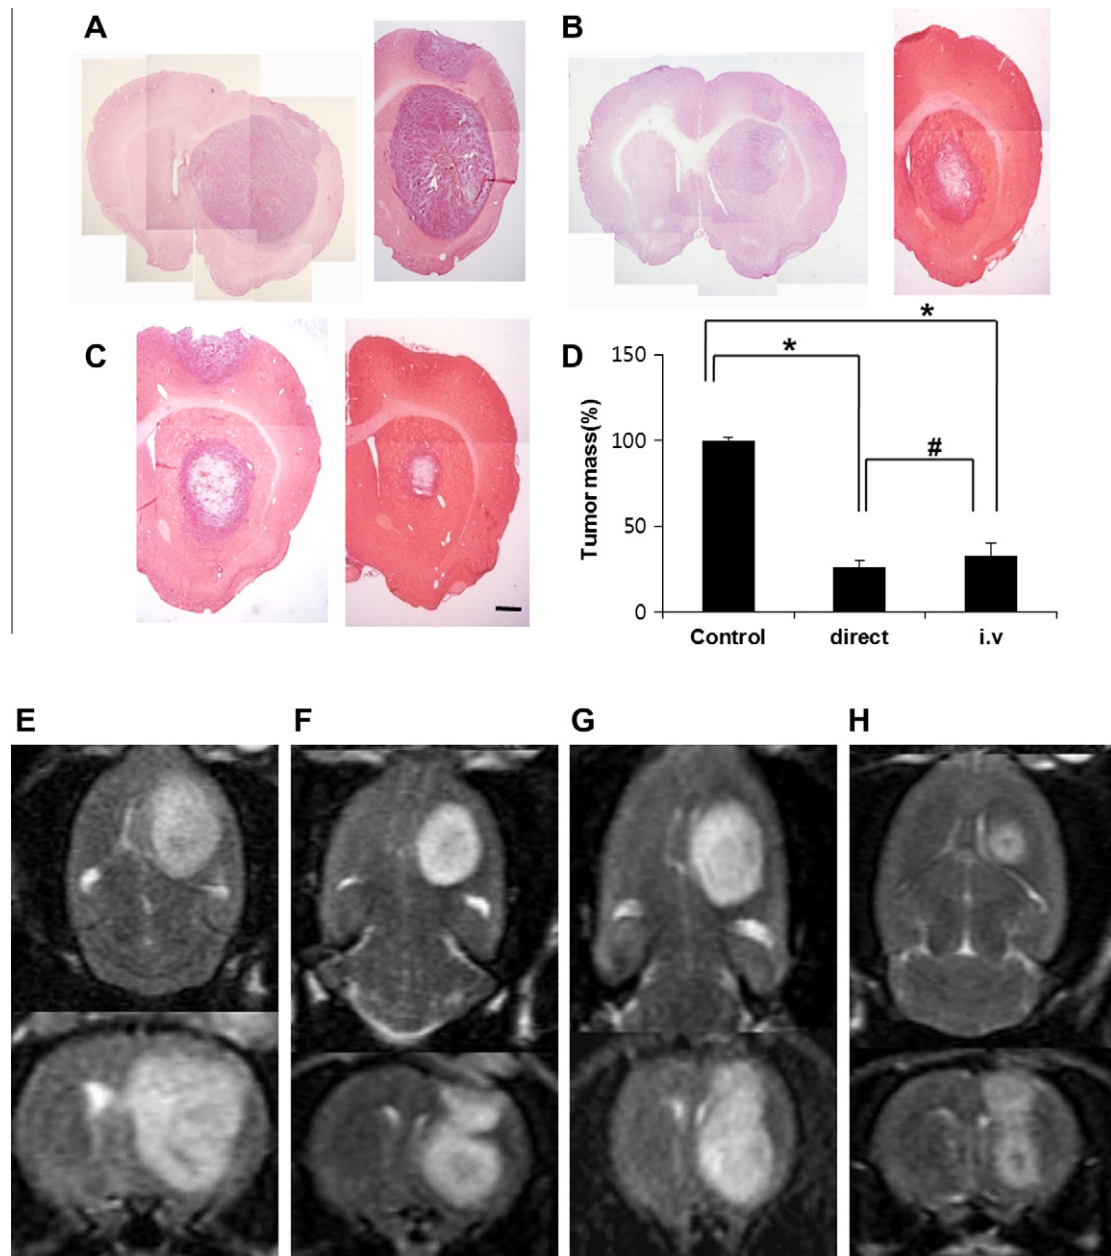 A
B
C
D
*
*
#
150
100
50
0
Tumor mass(%)
Control direct i.v
E F G H